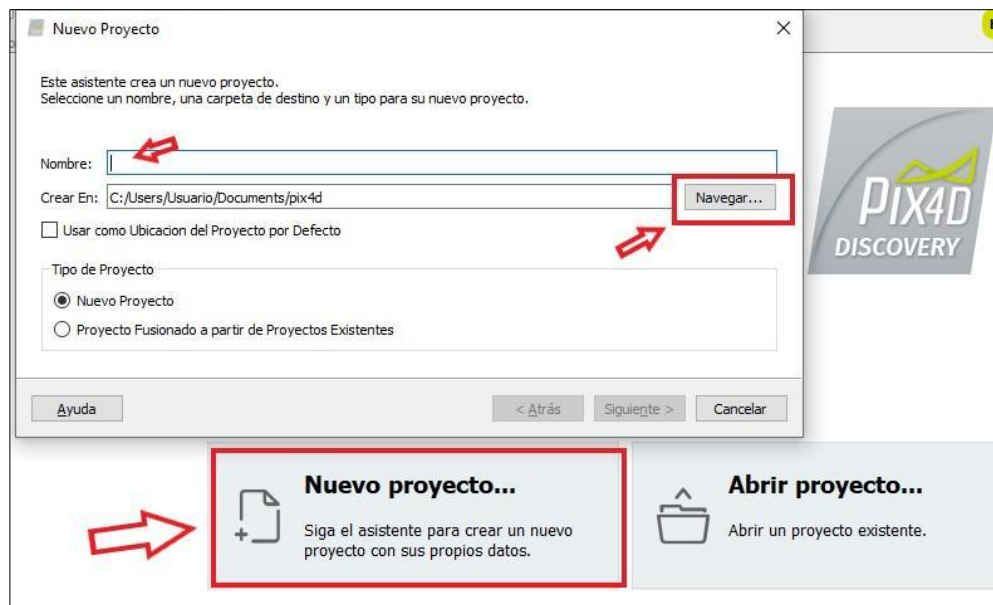 Nuevo Proyecto
Este asistente crea un nuevo proyecto.
Seleccione un nombre, una carpeta de destino y un tipo para su nuevo proyecto.
Nombre:
Crear En: C:/Users/Usuario/Documents/pix4d Navegar...
Usar como Ubicacion del Proyecto por Defecto
Tipo de Proyecto
Nuevo Proyecto
Proyecto Fusionado a partir de Proyectos Existentes
Ayuda < Atrás Siguiente > Cancelar
PIX4D
DISCOVERY
Nuevo proyecto...
Siga el asistente para crear un nuevo
proyecto con sus propios datos.
Abrir proyecto...
Abrir un proyecto existente.